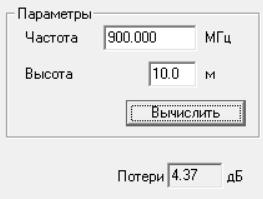 Параметры
Частота 900.000 МГц
Высота 10.0 м
Вычислить
Потери 4.37 дБ